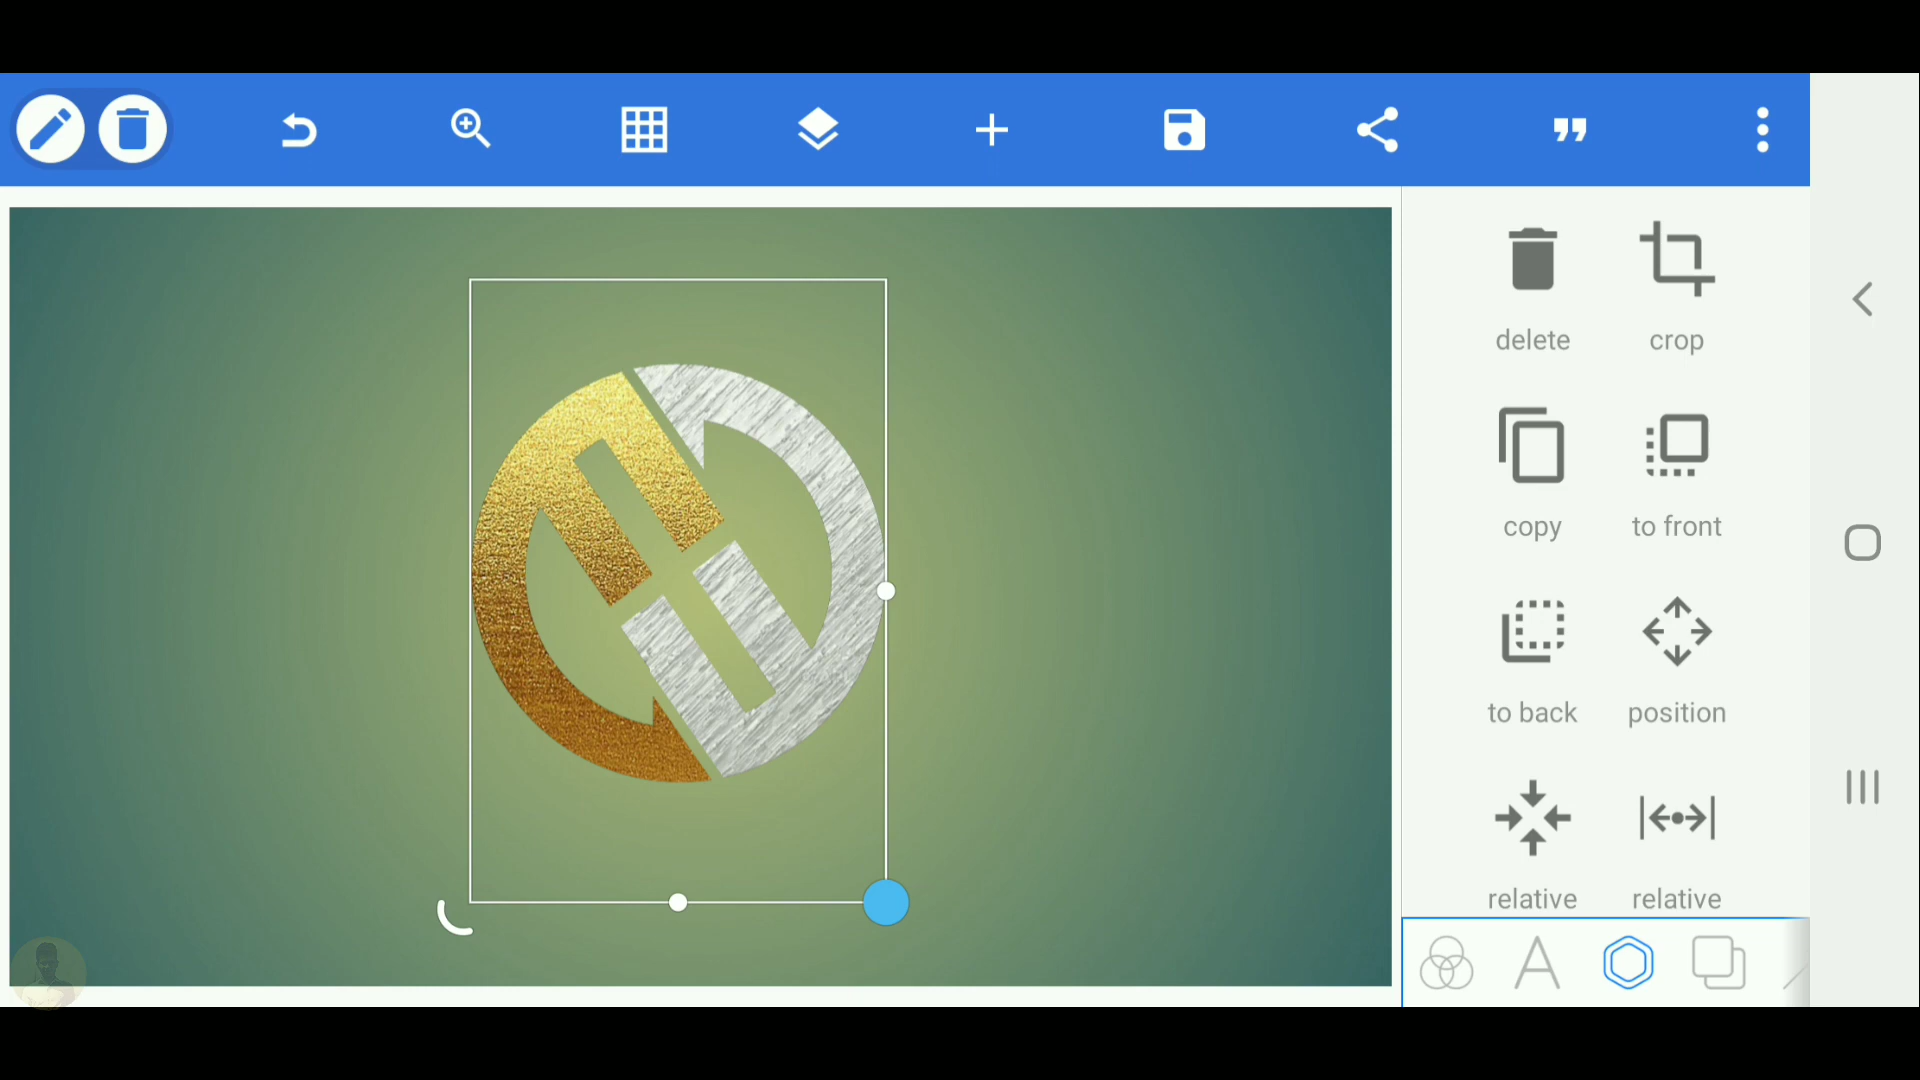 delete crop
copy to front
to back position
relative relative